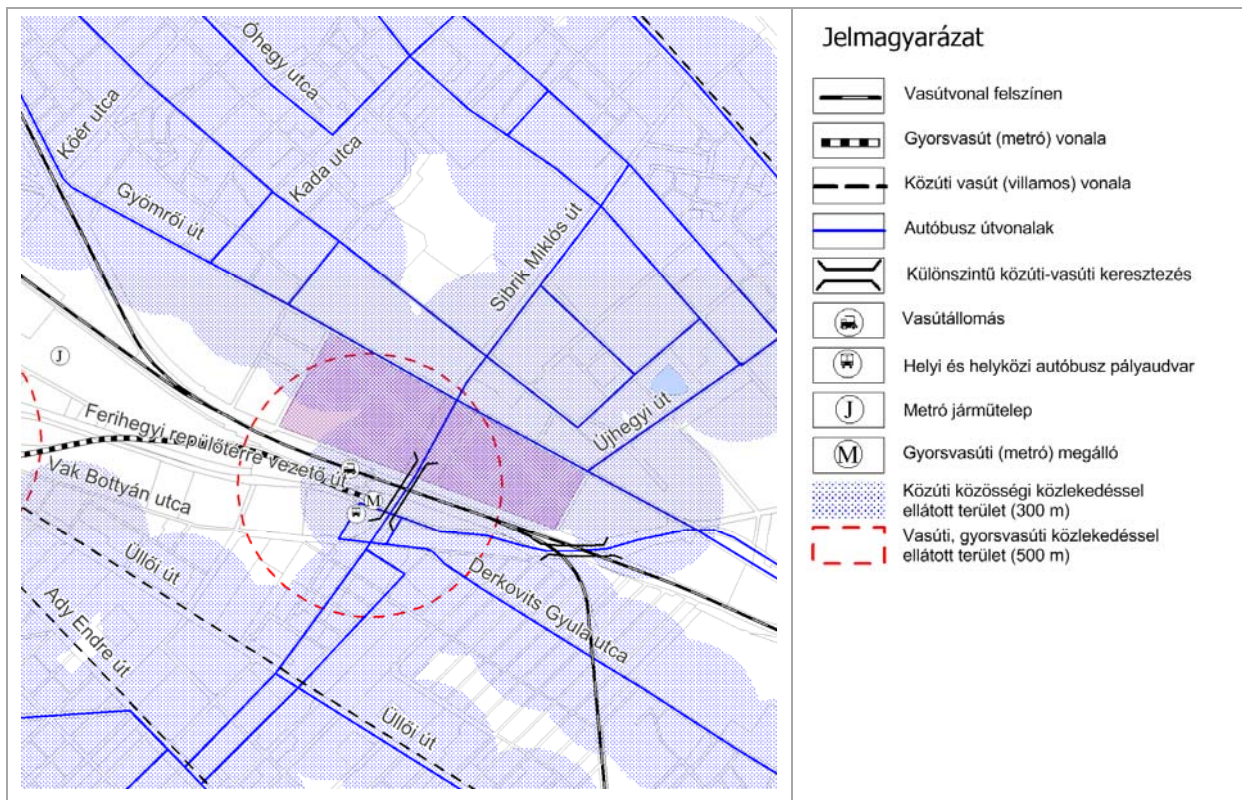 Óhegy utca
Kőér utca
Kada utca
Gyömrői út
Sibrik Miklós út
J
Újhegyi út
Ferihegyi repülőtérre vezető út
M
Vak Bottyán utca
Üllői út
Derkovits Gyula utca
Ady Endre út
Üllői út
Jelmagyarázat
Vasútvonal felszínen
Gyorsvasút (metró) vonala
Közúti vasút (villamos) vonala
Autóbusz útvonalak
Különszintű közúti-vasúti keresztezés
Vasútállomás
Helyi és helyközi autóbusz pályaudvar
J
Metró járműtelep
M
Gyorsvasúti (metró) megálló
Közúti közösségi közlekedéssel
ellátott terület (300 m)
Vasúti, gyorsvasúti közlekedéssel
ellátott terület (500 m)